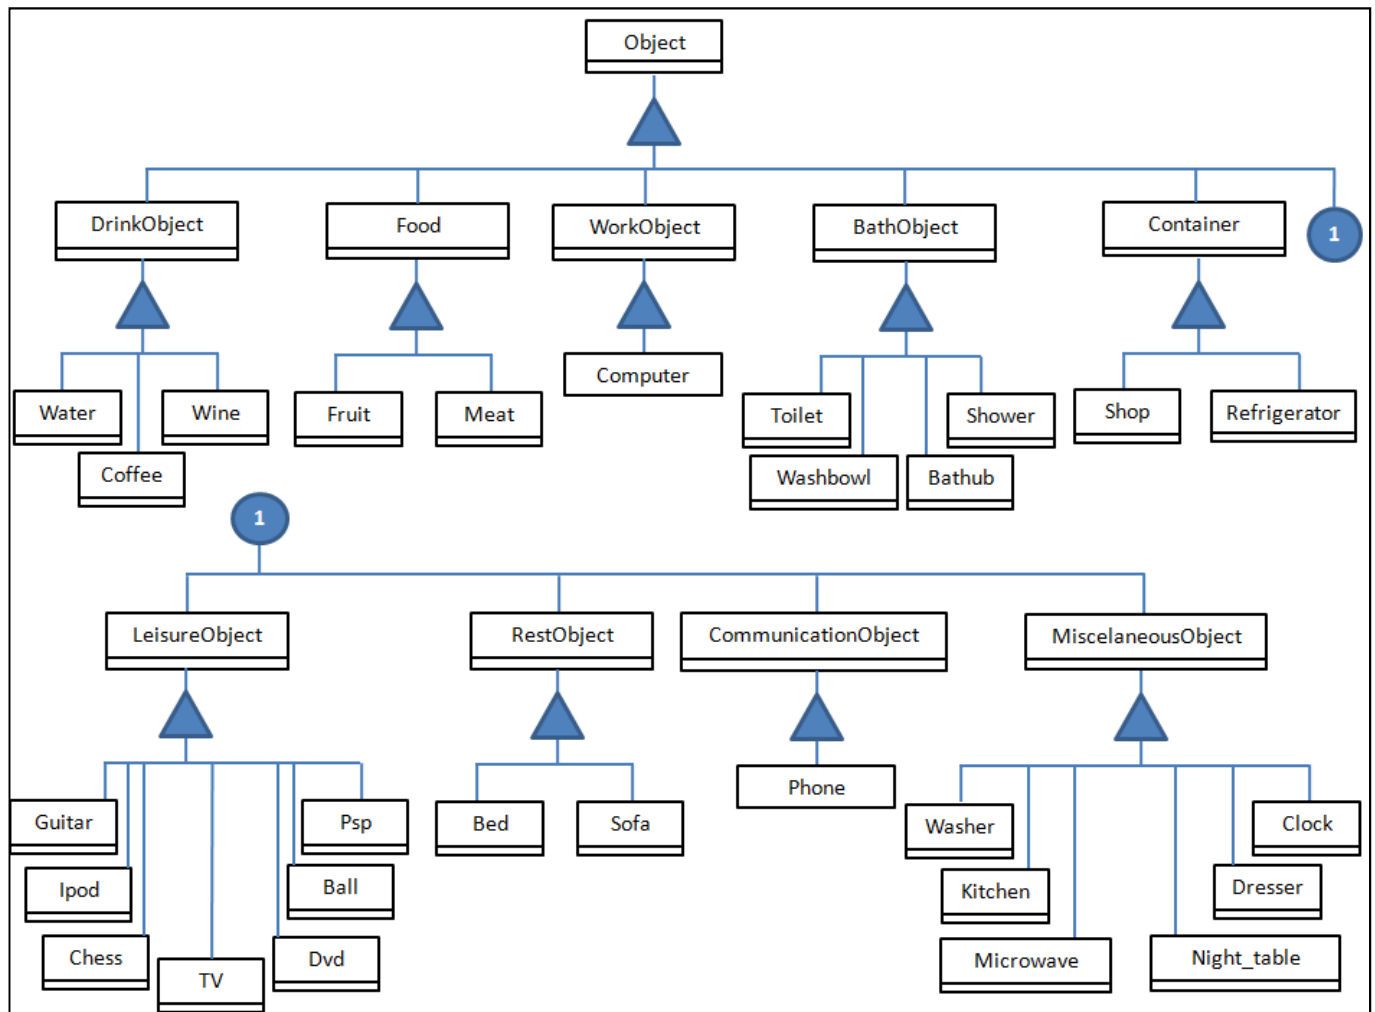 Object
DrinkObject
Food
WorkObject
BathObject
Container
1
Water
Wine
Coffee
Fruit
Meat
Computer
Toilet
Shower
Washbowl
Bathub
Shop
Refrigerator
1
LeisureObject
RestObject
CommunicationObject
MiscelaneousObject
Guitar
Psp
Ipod
Ball
Chess
Dvd
TV
Bed
Sofa
Phone
Washer
Clock
Kitchen
Dresser
Microwave
Night_table